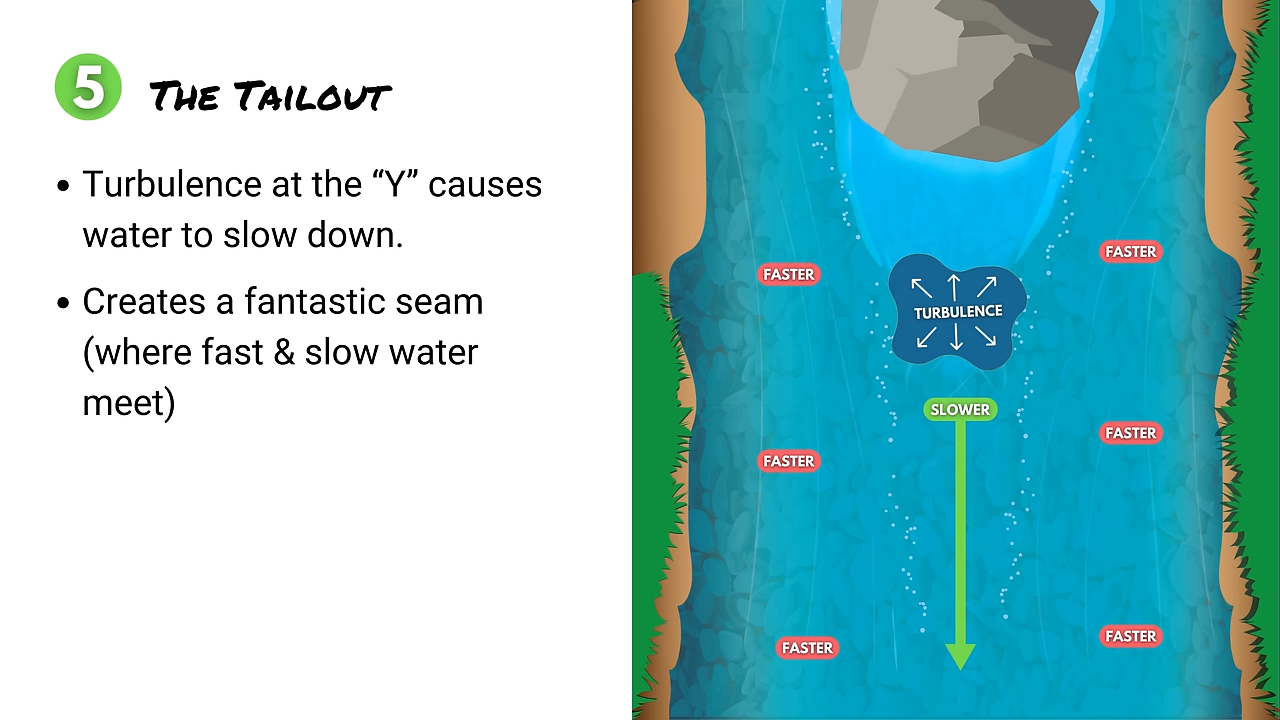 5 The Tailout
• Turbulence at the “Y” causes
water to slow down.
• Creates a fantastic seam
(where fast & slow water
meet)
FASTER
FASTER
TURBULENCE
SLOWER
FASTER
FASTER
FASTER
FASTER